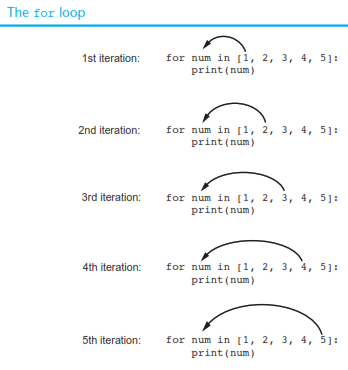 The for loop
1st iteration: for num in [1, 2, 3, 4, 5]:
print(num)
2nd iteration: for num in [1, 2, 3, 4, 5]:
print(num)
3rd iteration: for num in [1, 2, 3, 4, 5]:
print(num)
4th iteration: for num in [1, 2, 3, 4, 5]:
print(num)
5th iteration: for num in [1, 2, 3, 4, 5]:
print(num)